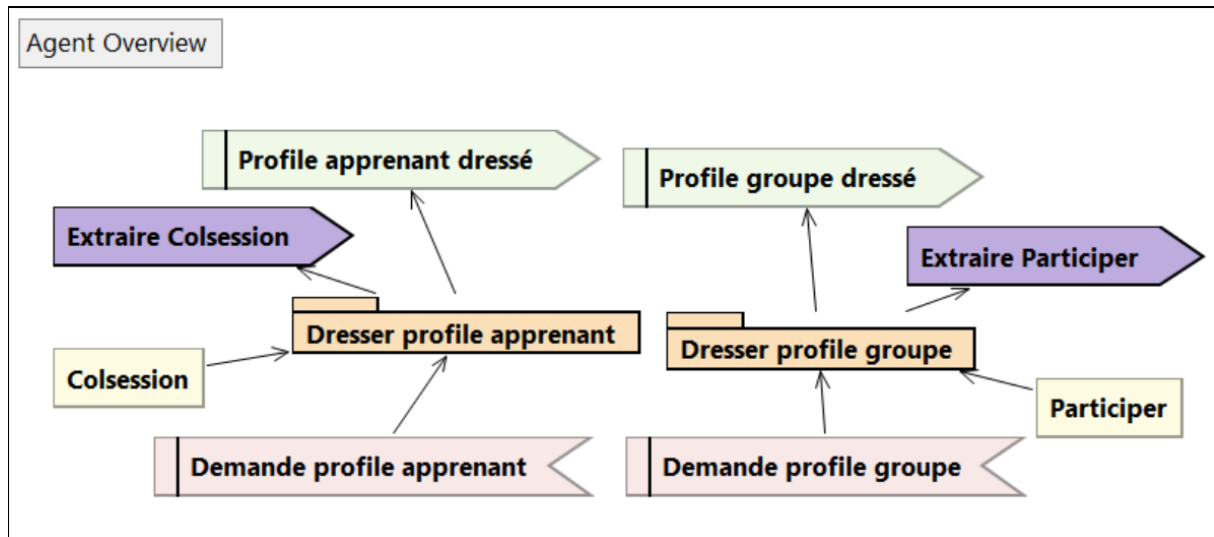 Agent Overview
Profile apprenant dressé
Profile groupe dressé
Extraire Colsession
Extraire Participer
Dresser profile apprenant
Dresser profile groupe
Colsession
Participer
Demande profile apprenant
Demande profile groupe